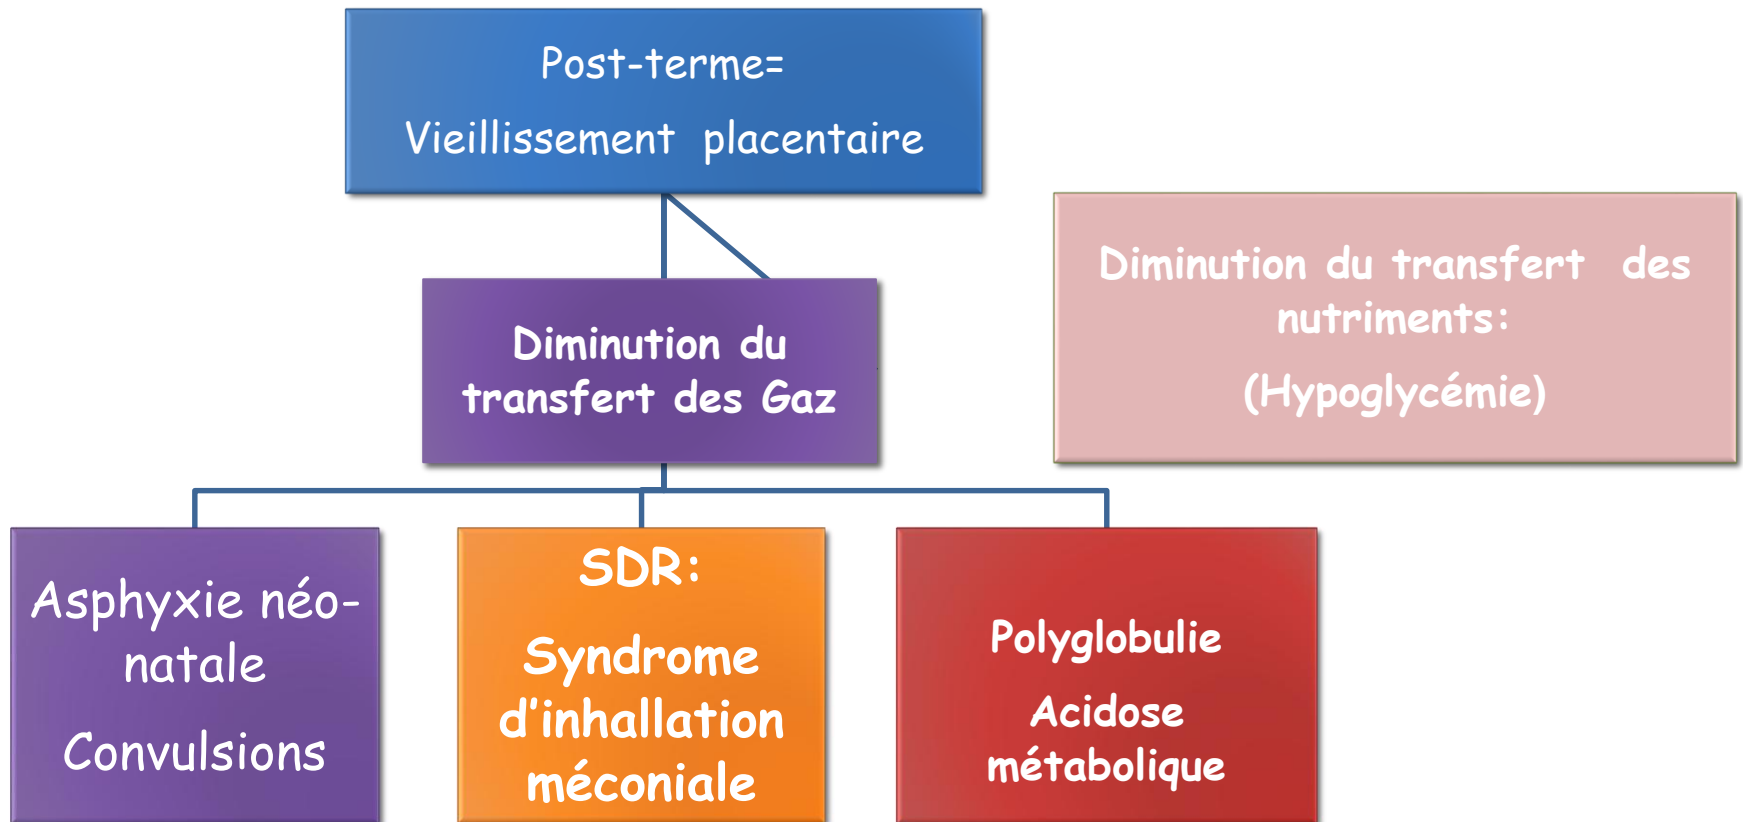 Post-terme=
Vieillissement placentaire
Diminution du transfert des
nutriments:
(Hypoglycémie)
Diminution du
transfert des Gaz
Asphyxie néo-
natale
Convulsions
SDR:
Syndrome
d’inhallation
méconiale
Polyglobulie
Acidose
métabolique